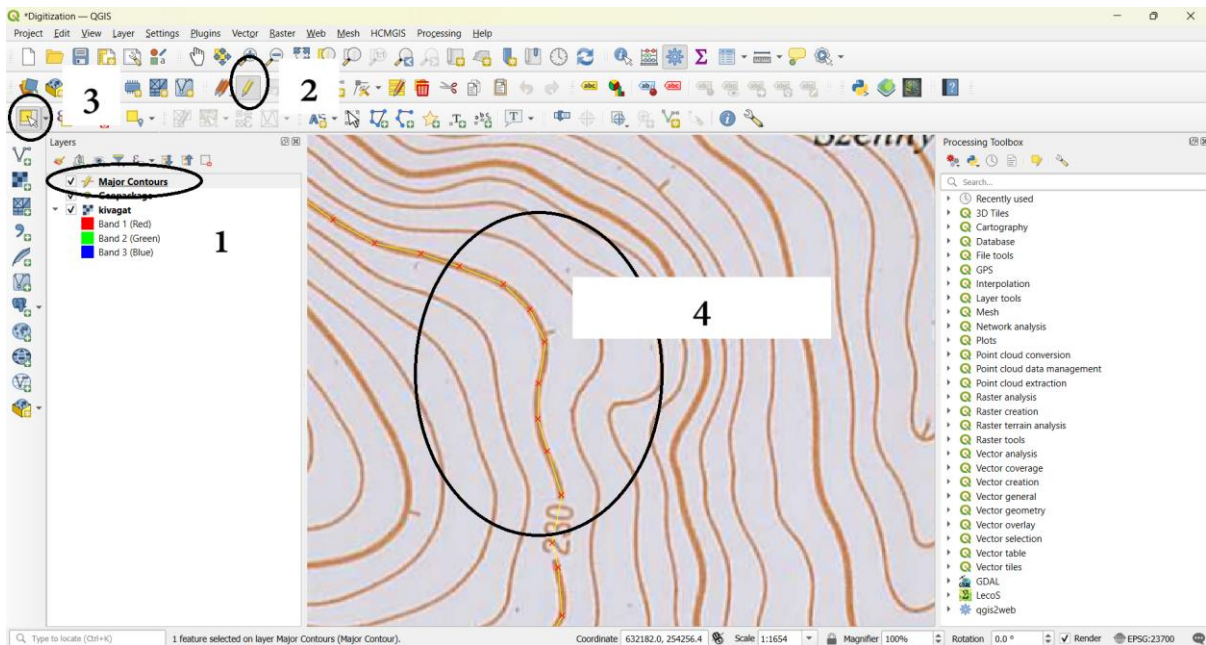 *Digitization — QGIS
Project Edit View Layer Settings Plugins Vector Raster Web Mesh HCMGIS Processing Help
3
2
Layers
Major Contours
Geopackage
kivagat
Band 1 (Red)
Band 2 (Green)
Band 3 (Blue)
1
4
230
Processing Toolbox
Search...
Recently used
3D Tiles
Cartography
Database
File tools
GPS
Interpolation
Layer tools
Mesh
Network analysis
Plots
Point cloud conversion
Point cloud data management
Point cloud extraction
Raster analysis
Raster creation
Raster terrain analysis
Raster tools
Vector analysis
Vector coverage
Vector creation
Vector general
Vector geometry
Vector overlay
Vector selection
Vector table
Vector tiles
GDAL
LecoS
qgis2web
Type to locate (Ctrl+K) 1 feature selected on layer Major Contours (Major Contour). Coordinate 632182.0, 254256.4 Scale 1:1654 Magnifier 100% Rotation 0.0 ° Render EPSG:23700